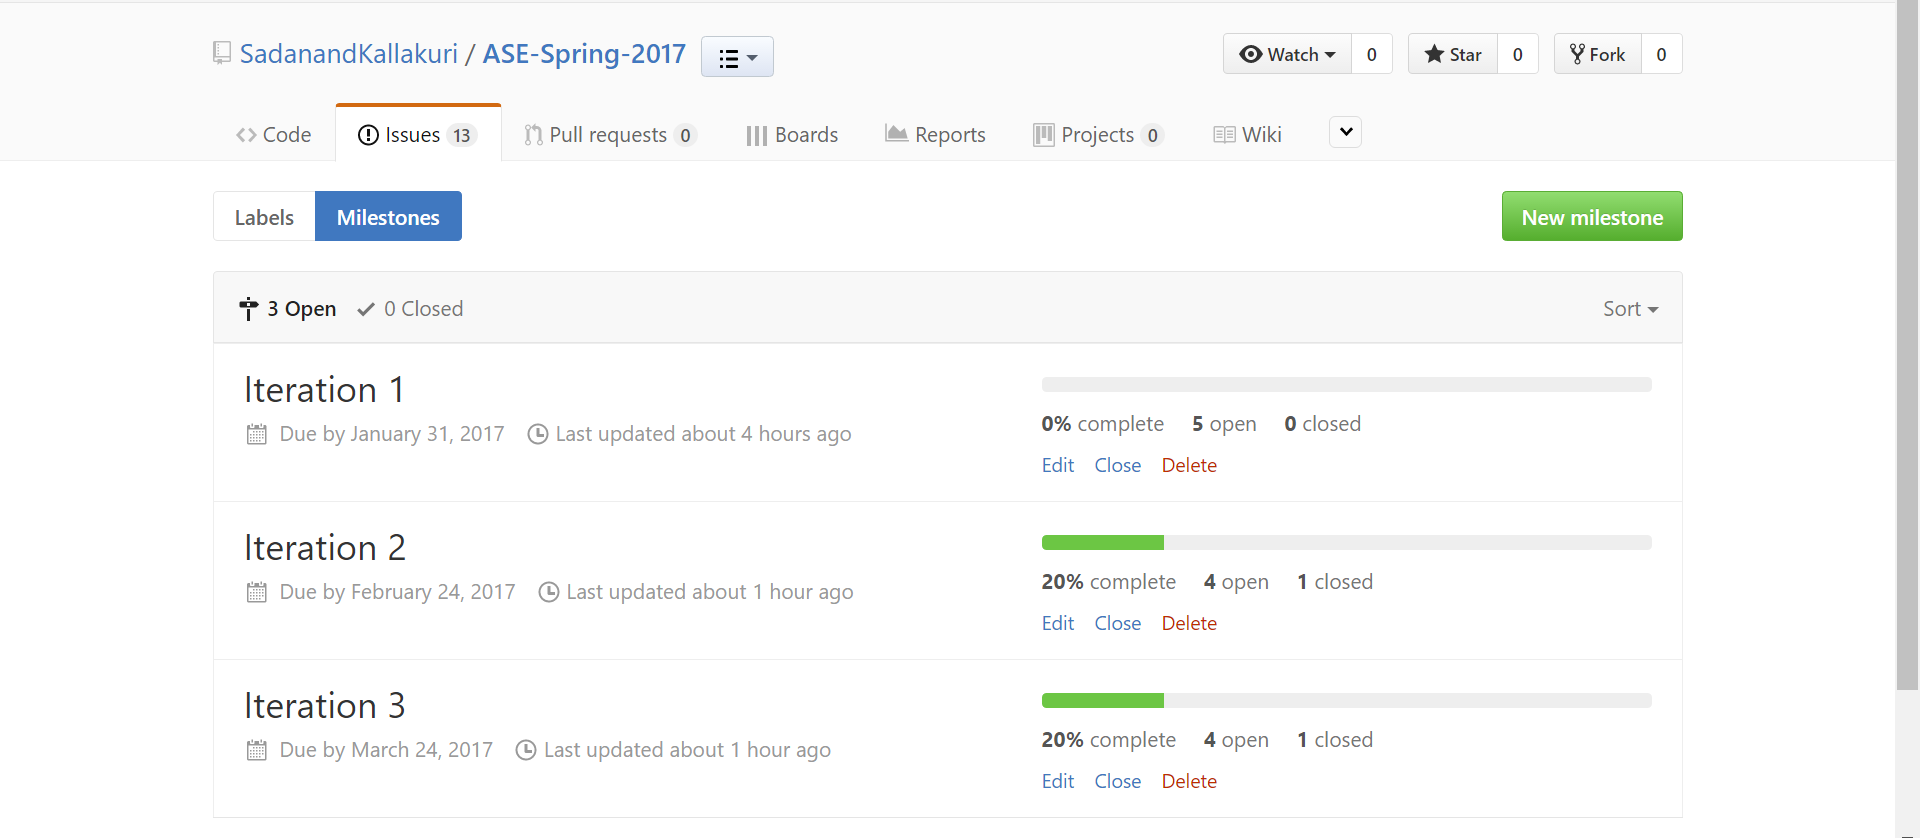 SadanandKallakuri / ASE-Spring-2017 Watch 0 Star 0 Fork 0
Code Issues 13 Pull requests 0 Boards Reports Projects 0 Wiki
Labels Milestones New milestone
3 Open 0 Closed Sort
Iteration 1
Due by January 31, 2017 Last updated about 4 hours ago
0% complete 5 open 0 closed
Edit Close Delete
Iteration 2
Due by February 24, 2017 Last updated about 1 hour ago
20% complete 4 open 1 closed
Edit Close Delete
Iteration 3
Due by March 24, 2017 Last updated about 1 hour ago
20% complete 4 open 1 closed
Edit Close Delete